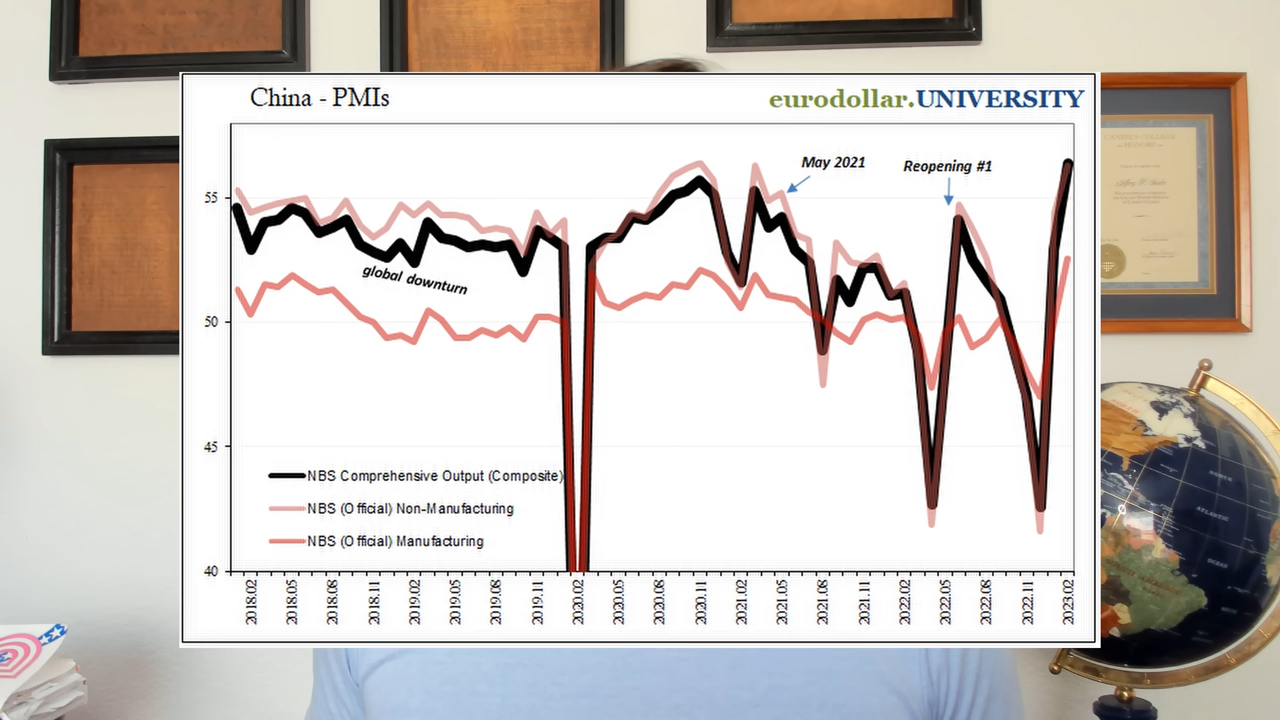 China - PMIs
eurodollar.UNIVERSITY
May 2021
Reopening #1
global downturn
55
50
45
40
NBS Comprehensive Output (Composite)
NBS (Official) Non-Manufacturing
NBS (Official) Manufacturing
2018.02
2018.05
2018.08
2018.11
2019.02
2019.05
2019.08
2019.11
2020.02
2020.05
2020.08
2020.11
2021.02
2021.05
2021.08
2021.11
2022.02
2022.05
2022.08
2022.11
2023.02
ATLANTIC
OCEAN